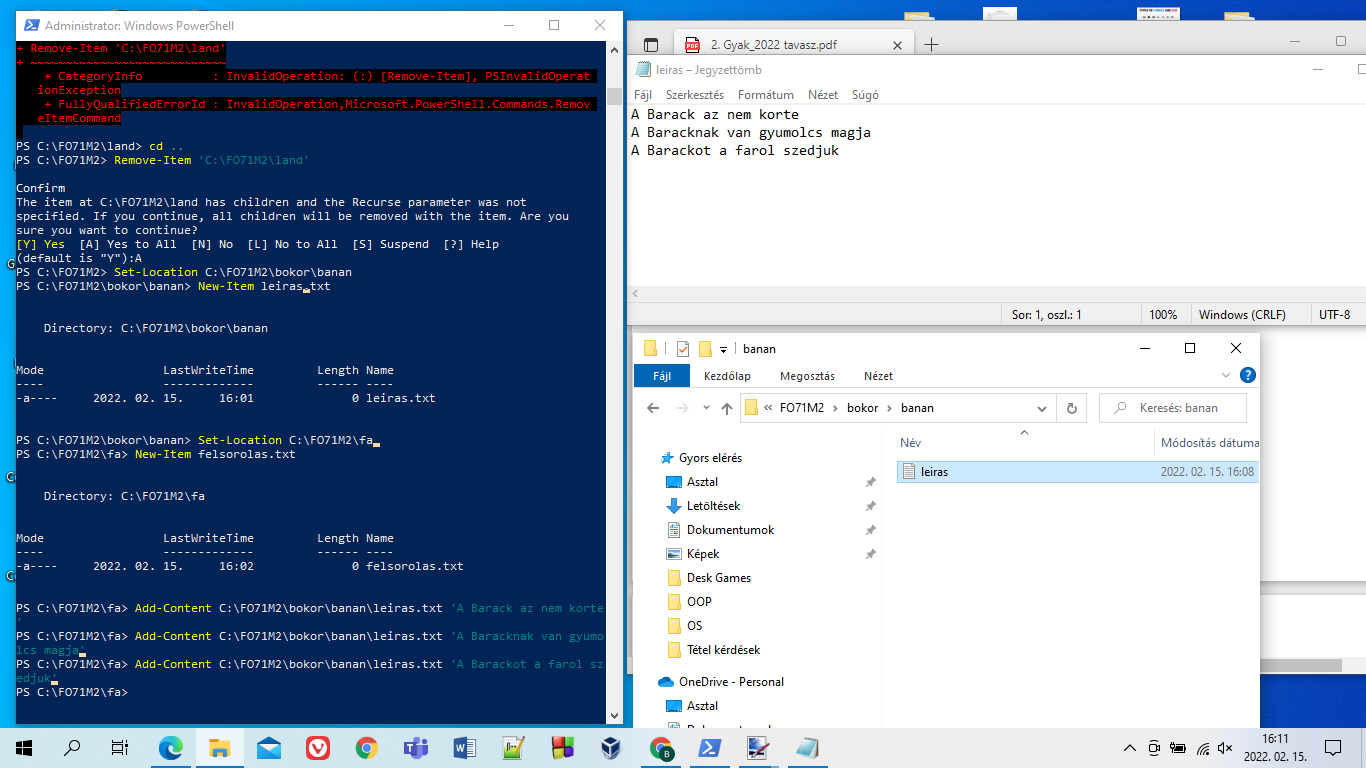 Administrator: Windows PowerShell
+ Remove-Item 'C:\FO71M2\land'
+ ~~~~~~~~~~~~~~~~~~~~~~~~~~~~
+ CategoryInfo : InvalidOperation: (:) [Remove-Item], PSInvalidOperat
ionException
+ FullyQualifiedErrorId : InvalidOperation,Microsoft.PowerShell.Commands.Remov
eItemCommand
PS C:\FO71M2\land> cd ..
PS C:\FO71M2> Remove-Item 'C:\FO71M2\land'
Confirm
The item at C:\FO71M2\land has children and the Recurse parameter was not
specified. If you continue, all children will be removed with the item. Are you
sure you want to continue?
[Y] Yes [A] Yes to All [N] No [L] No to All [S] Suspend [?] Help
(default is "Y"):A
PS C:\FO71M2> Set-Location C:\FO71M2\bokor\banan
PS C:\FO71M2\bokor\banan> New-Item leiras.txt
Directory: C:\FO71M2\bokor\banan
Mode LastWriteTime Length Name
---- ------------- ------ ----
-a---- 2022. 02. 15. 16:01 0 leiras.txt
PS C:\FO71M2\bokor\banan> Set-Location C:\FO71M2\fa
PS C:\FO71M2\fa> New-Item felsorolas.txt
Directory: C:\FO71M2\fa
Mode LastWriteTime Length Name
---- ------------- ------ ----
-a---- 2022. 02. 15. 16:02 0 felsorolas.txt
PS C:\FO71M2\fa> Add-Content C:\FO71M2\bokor\banan\leiras.txt 'A Barack az nem korte
'
PS C:\FO71M2\fa> Add-Content C:\FO71M2\bokor\banan\leiras.txt 'A Baracknak van gyumo
lcs magja'
PS C:\FO71M2\fa> Add-Content C:\FO71M2\bokor\banan\leiras.txt 'A Barackot a farol sz
edjuk'
PS C:\FO71M2\fa>
2. Gyak_2022 tavasz.pdf
leiras – Jegyzettömb
Fájl Szerkesztés Formátum Nézet Súgó
A Barack az nem korte
A Baracknak van gyumolcs magja
A Barackot a farol szedjuk
Sor: 1, oszl.: 1 100% Windows (CRLF) UTF-8
banan
Fájl Kezdőlap Megosztás Nézet
« FO71M2 › bokor › banan
Keresés: banan
Név Módosítás dátuma
leiras 2022. 02. 15. 16:08
Gyors elérés
Asztal
Letöltések
Dokumentumok
Képek
Desk Games
OOP
OS
Tétel kérdések
OneDrive - Personal
Asztal
16:11
2022. 02. 15.